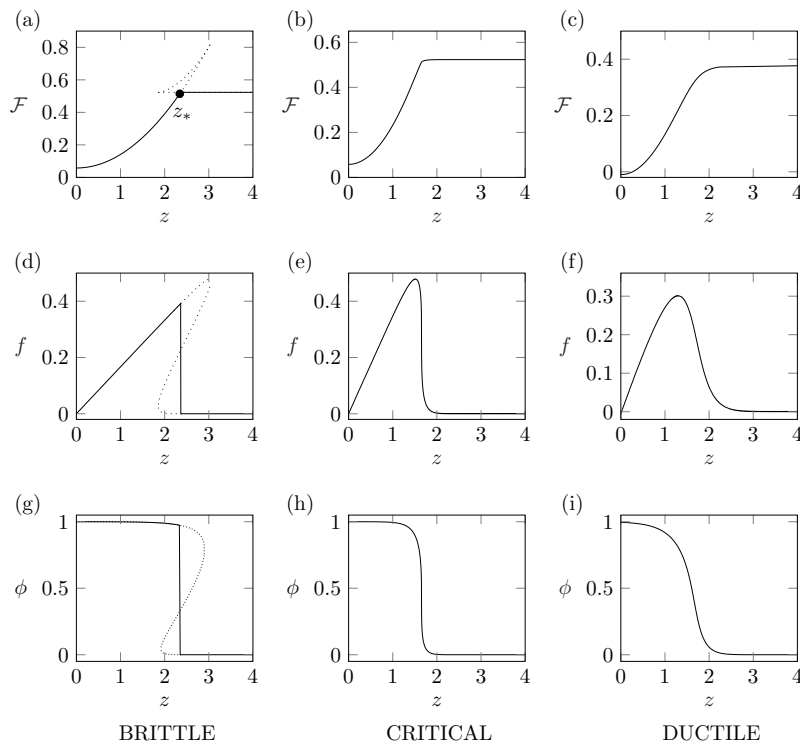 (a) (b) (c)
0.8 0.6 0.4
0.6 0.4
ℱ 0.4 ℱ ℱ 0.2
z∗ 0.2
0.2
0 0 0
0 1 2 3 4 0 1 2 3 4 0 1 2 3 4
z z z
(d) (e) (f)
0.4 0.4 0.3
f 0.2 f 0.2 f 0.2
0.1
0 0 0
0 1 2 3 4 0 1 2 3 4 0 1 2 3 4
z z z
(g) (h) (i)
1 1 1
ϕ 0.5 ϕ 0.5 ϕ 0.5
0 0 0
0 1 2 3 4 0 1 2 3 4 0 1 2 3 4
z z z
BRITTLE CRITICAL DUCTILE